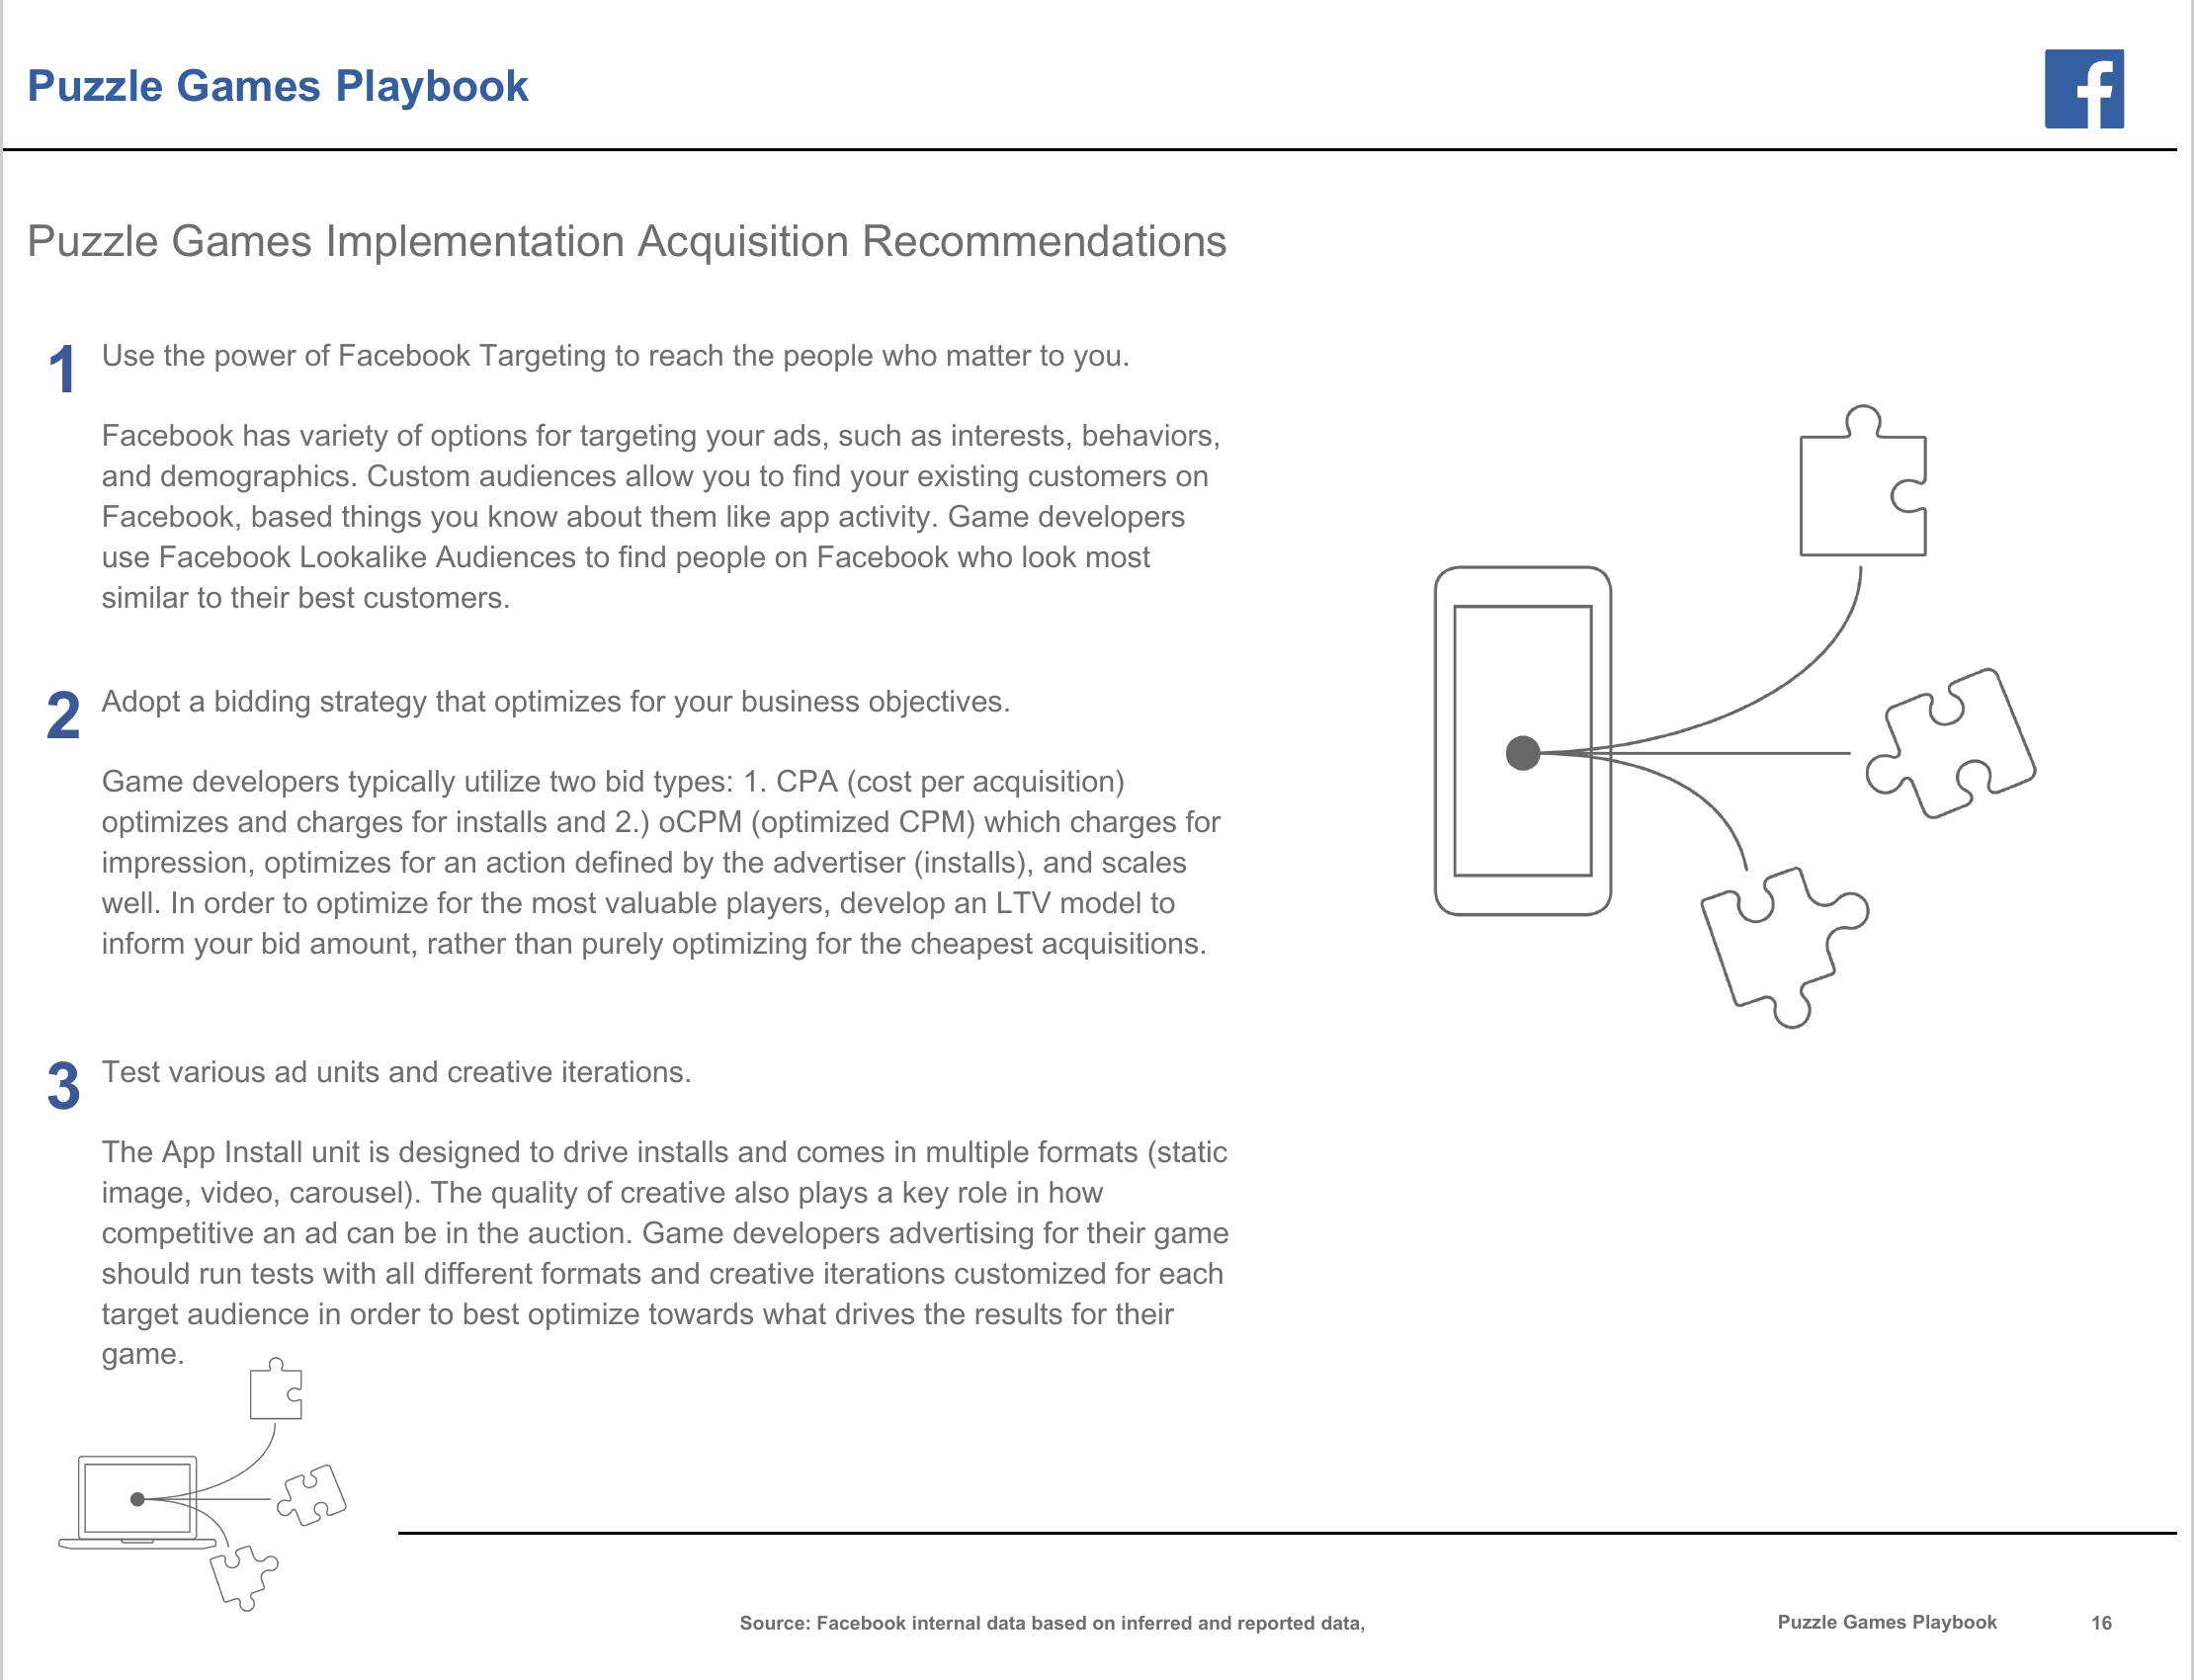 Puzzle Games Playbook
Puzzle Games Implementation Acquisition Recommendations
1 Use the power of Facebook Targeting to reach the people who matter to you.
Facebook has variety of options for targeting your ads, such as interests, behaviors,
and demographics. Custom audiences allow you to find your existing customers on
Facebook, based things you know about them like app activity. Game developers
use Facebook Lookalike Audiences to find people on Facebook who look most
similar to their best customers.
2 Adopt a bidding strategy that optimizes for your business objectives.
Game developers typically utilize two bid types: 1. CPA (cost per acquisition)
optimizes and charges for installs and 2.) oCPM (optimized CPM) which charges for
impression, optimizes for an action defined by the advertiser (installs), and scales
well. In order to optimize for the most valuable players, develop an LTV model to
inform your bid amount, rather than purely optimizing for the cheapest acquisitions.
3 Test various ad units and creative iterations.
The App Install unit is designed to drive installs and comes in multiple formats (static
image, video, carousel). The quality of creative also plays a key role in how
competitive an ad can be in the auction. Game developers advertising for their game
should run tests with all different formats and creative iterations customized for each
target audience in order to best optimize towards what drives the results for their
game.
Source: Facebook internal data based on inferred and reported data,
Puzzle Games Playbook 16